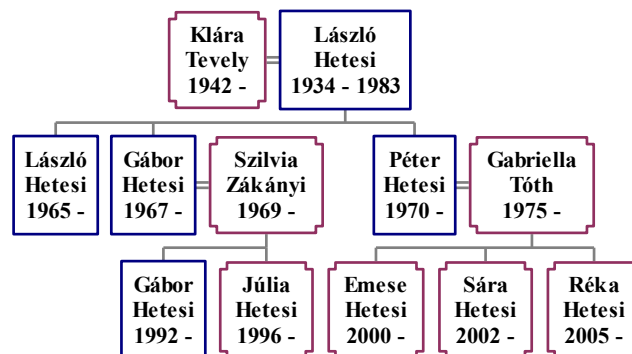 Klára
Tevely
1942 -
László
Hetesi
1934 - 1983
László
Hetesi
1965 -
Gábor
Hetesi
1967 -
Szilvia
Zákányi
1969 -
Péter
Hetesi
1970 -
Gabriella
Tóth
1975 -
Gábor
Hetesi
1992 -
Júlia
Hetesi
1996 -
Emese
Hetesi
2000 -
Sára
Hetesi
2002 -
Réka
Hetesi
2005 -